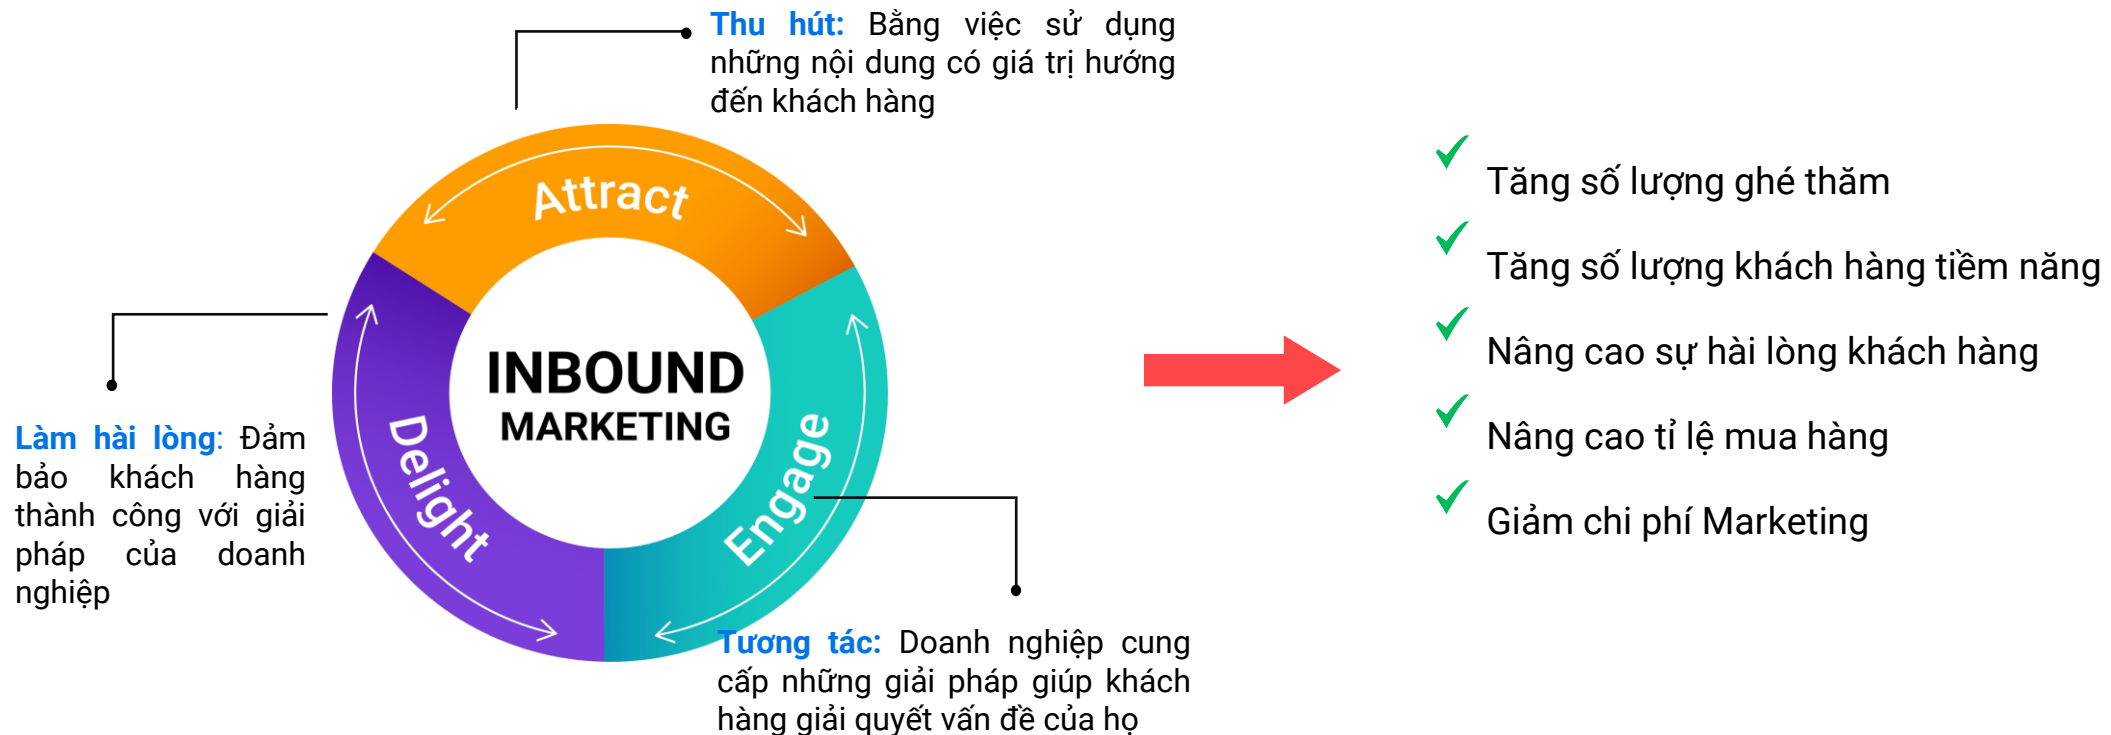 Thu hút: Bằng việc sử dụng
những nội dung có giá trị hướng
đến khách hàng
Attract
INBOUND
MARKETING
Delight
Engage
Làm hài lòng: Đảm
bảo khách hàng
thành công với giải
pháp của doanh
nghiệp
Tương tác: Doanh nghiệp cung
cấp những giải pháp giúp khách
hàng giải quyết vấn đề của họ
Tăng số lượng ghé thăm
Tăng số lượng khách hàng tiềm năng
Nâng cao sự hài lòng khách hàng
Nâng cao tỉ lệ mua hàng
Giảm chi phí Marketing